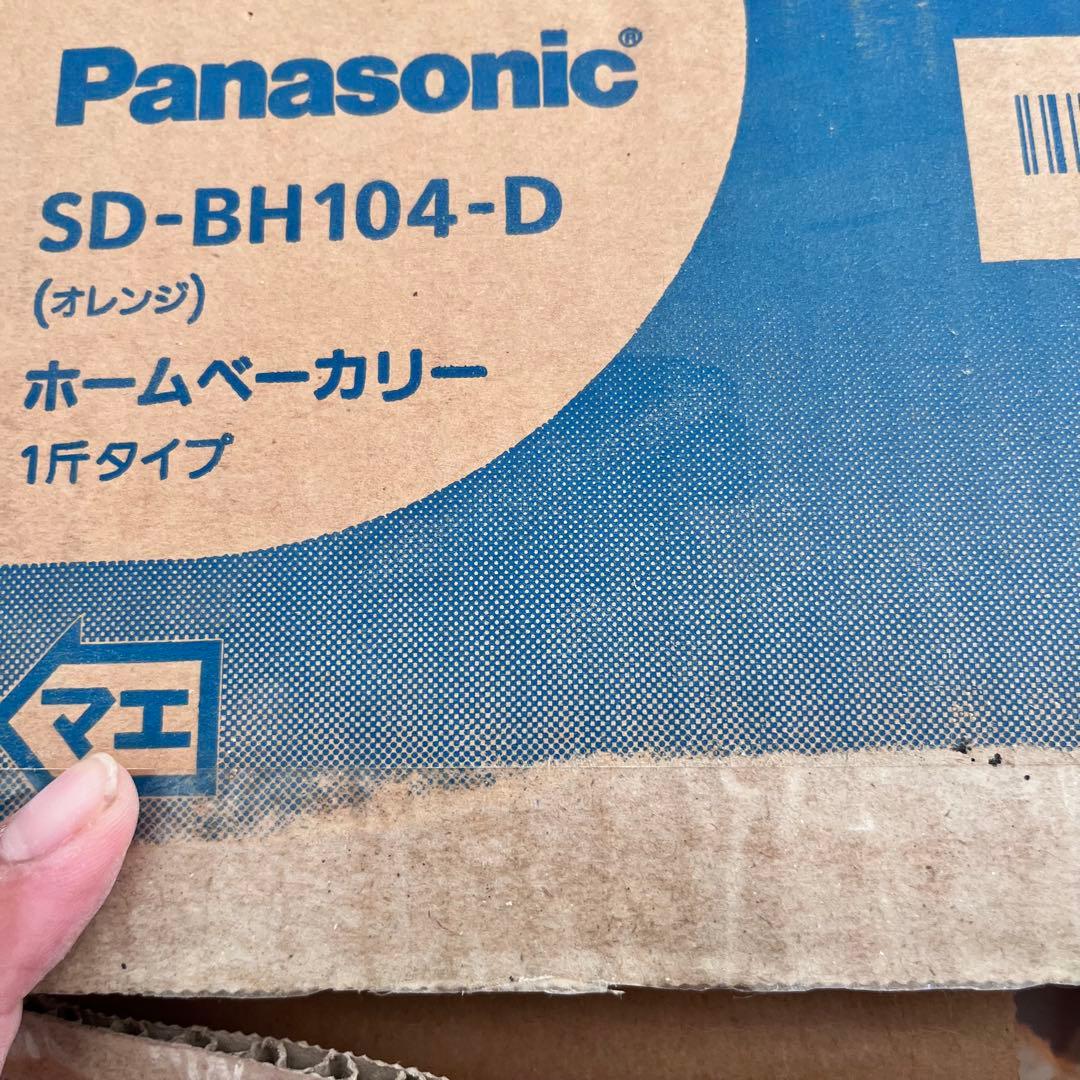 Panasonic®
SD-BH104-D
(オレンジ)
ホームベーカリー
1斤タイプ
マエ